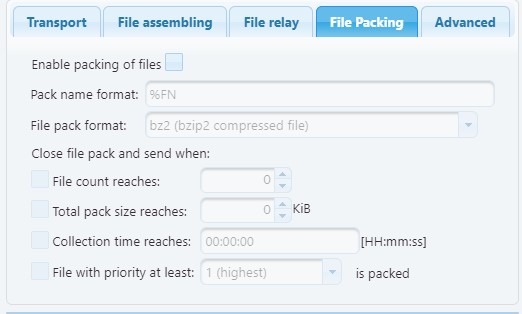 Transport File assembling File relay File Packing Advanced
Enable packing of files
Pack name format: %FN
File pack format: bz2 (bzip2 compressed file)
Close file pack and send when:
File count reaches: 0
Total pack size reaches: 0 KiB
Collection time reaches: 00:00:00 [HH:mm:ss]
File with priority at least: 1 (highest) is packed